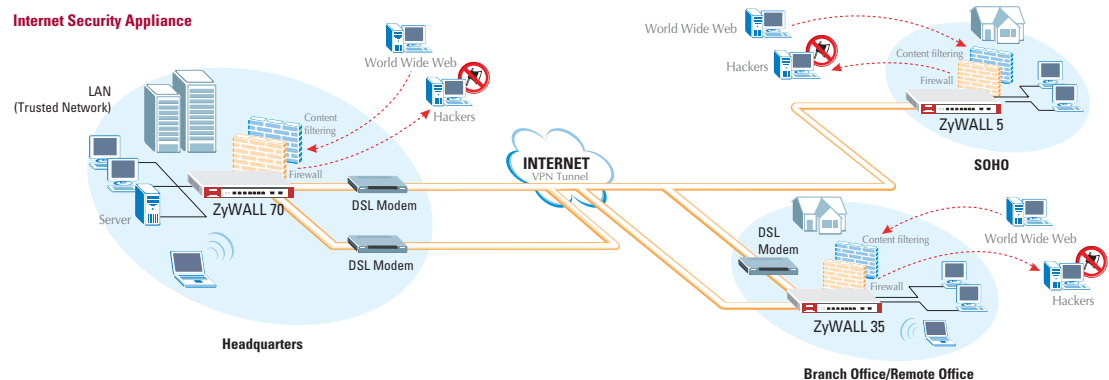 Internet Security Appliance
LAN
(Trusted Network)
World Wide Web
Hackers
Content
filtering
Firewall
Server
ZyWALL 70
DSL Modem
DSL Modem
Headquarters
INTERNET
VPN Tunnel
World Wide Web
Hackers
Content filtering
Firewall
ZyWALL 5
SOHO
DSL
Modem
Content filtering
Firewall
World Wide Web
Hackers
ZyWALL 35
Branch Office/Remote Office